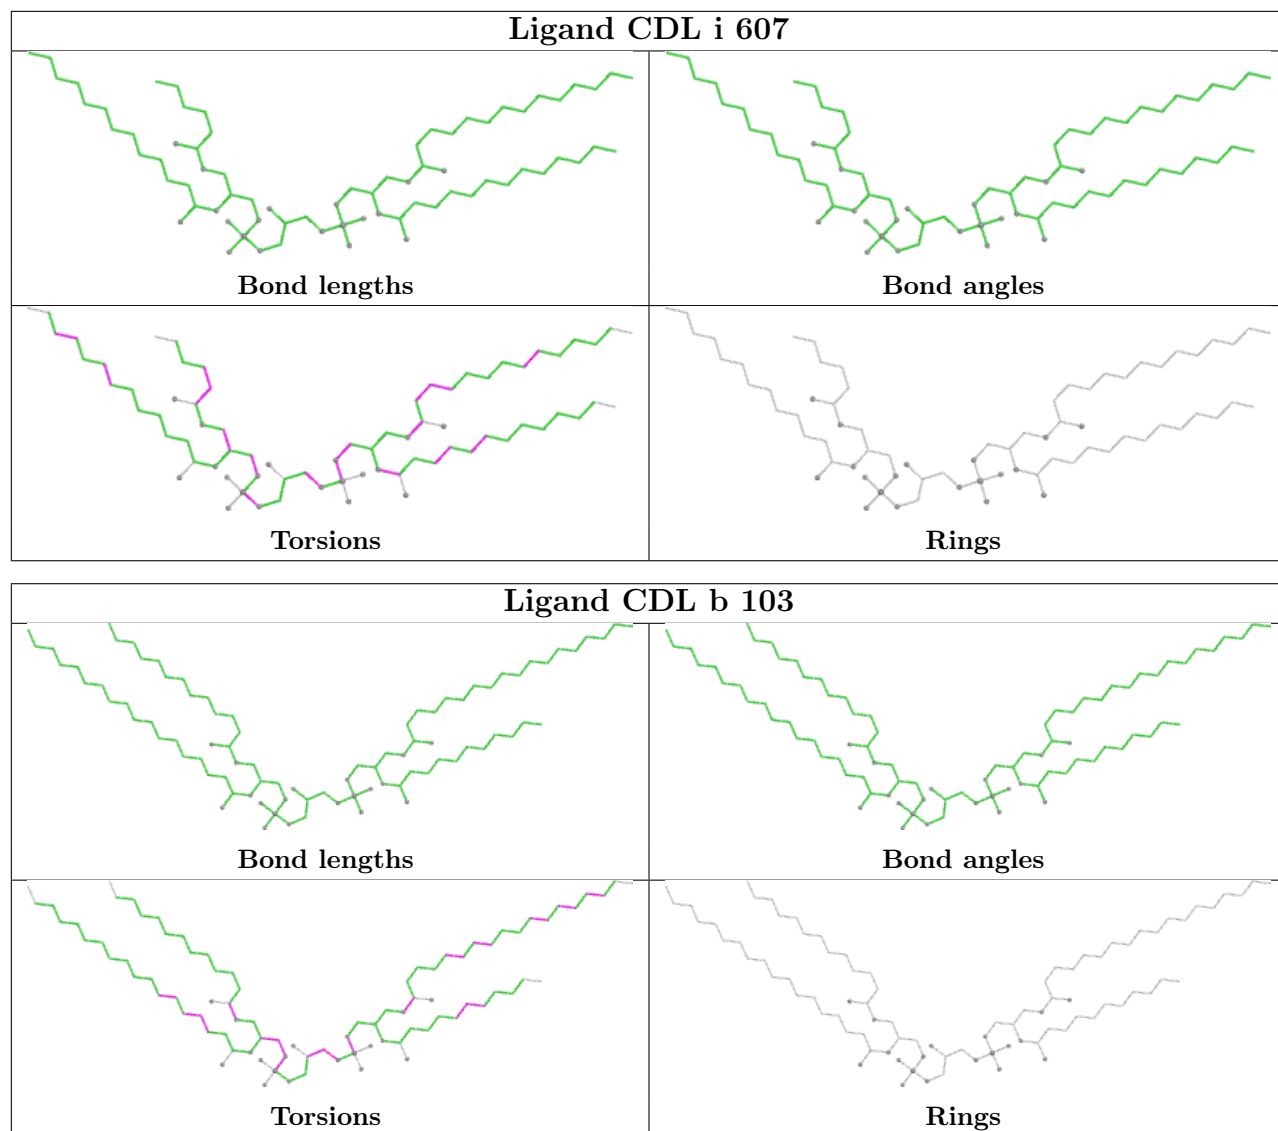 Ligand CDL i 607
Bond lengths
Bond angles
Torsions
Rings
Ligand CDL b 103
Bond lengths
Bond angles
Torsions
Rings